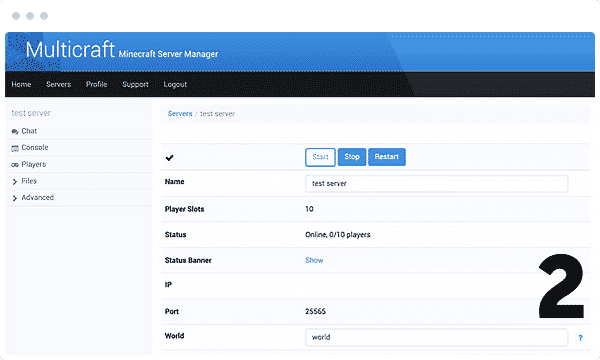 Multicraft Minecraft Server Manager
Home Servers Profile Support Logout
test server
Chat
Console
Players
Files
Advanced
Servers / test server
Start Stop Restart
Name test server
Player Slots 10
Status Online, 0/10 players
Status Banner Show
IP
Port 25565
World world ?
2